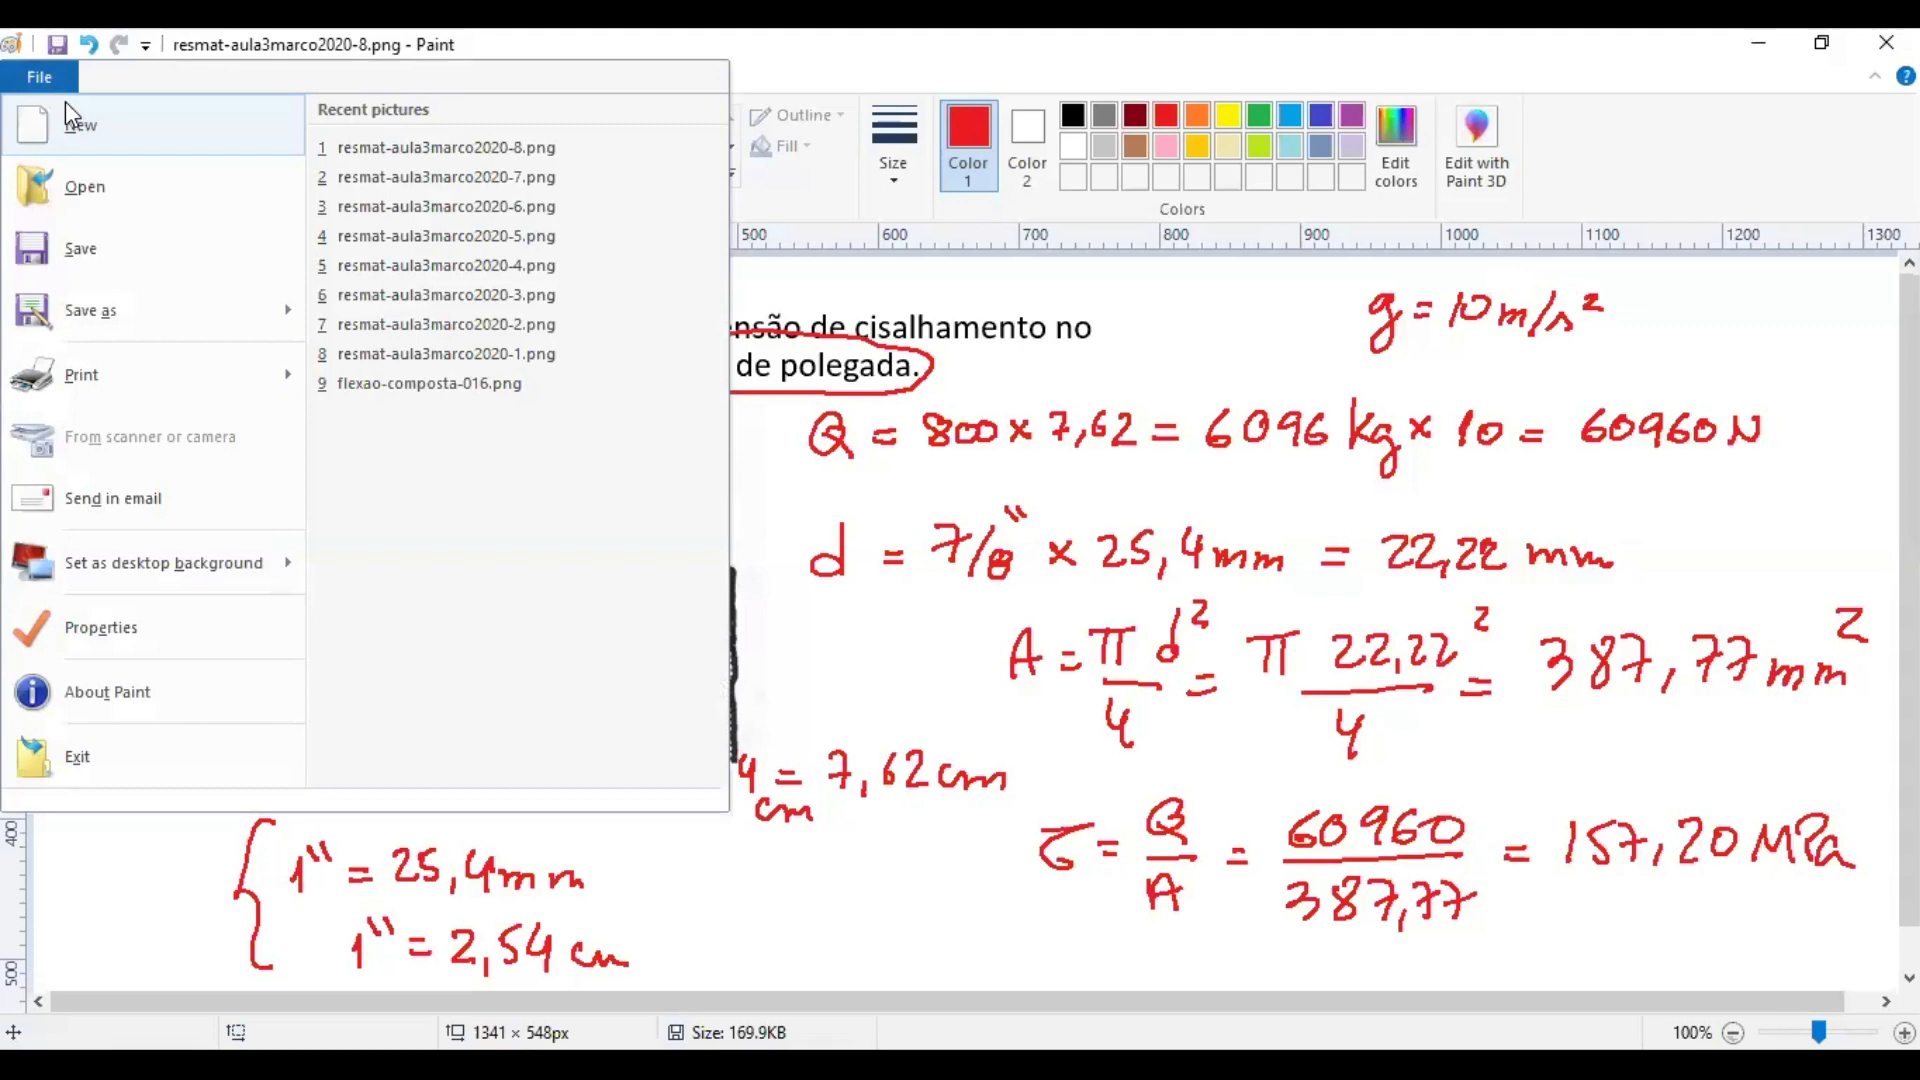 resmat-aula3marco2020-8.png - Paint
File
New
Open
Save
Save as
Print
From scanner or camera
Send in email
Set as desktop background
Properties
About Paint
Exit
Recent pictures
1 resmat-aula3marco2020-8.png
2 resmat-aula3marco2020-7.png
3 resmat-aula3marco2020-6.png
4 resmat-aula3marco2020-5.png
5 resmat-aula3marco2020-4.png
6 resmat-aula3marco2020-3.png
7 resmat-aula3marco2020-2.png
8 resmat-aula3marco2020-1.png
9 flexao-composta-016.png
Outline
Fill
Size
Color 1
Color 2
Edit colors
Edit with Paint 3D
Colors
500 600 700 800 900 1000 1100 1200 1300
ensão de cisalhamento no
de polegada.
g = 10 m/s²
Q = 800 × 7,62 = 6096 kg × 10 = 60960 N
d = 7/8" × 25,4 mm = 22,22 mm
A = π d²/4 = π 22,22²/4 = 387,77 mm²
4 cm = 7,62 cm
σ = Q/A = 60960/387,77 = 157,20 MPa
1" = 25,4 mm
1" = 2,54 cm
400
500
1341 × 548px
Size: 169.9KB
100%